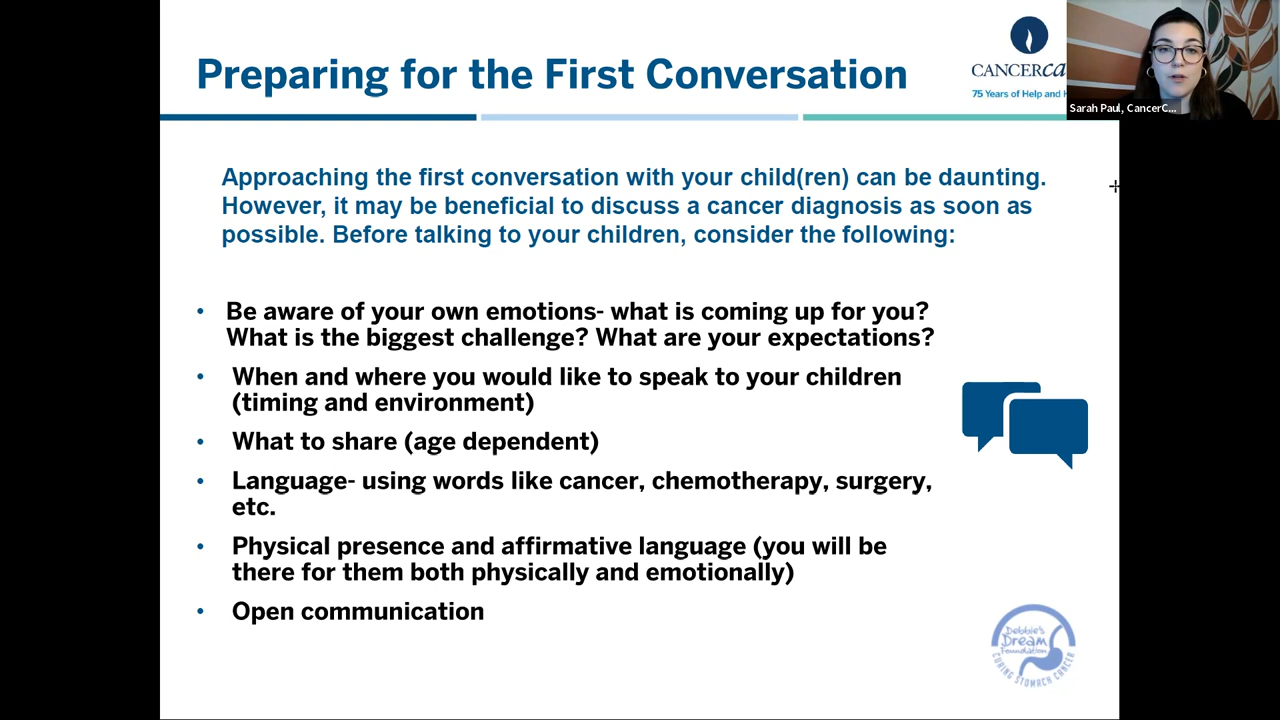 Preparing for the First Conversation
CANCERca
75 Years of Help and H
Sarah Paul, CancerC...
Approaching the first conversation with your child(ren) can be daunting.
However, it may be beneficial to discuss a cancer diagnosis as soon as
possible. Before talking to your children, consider the following:
• Be aware of your own emotions- what is coming up for you?
What is the biggest challenge? What are your expectations?
• When and where you would like to speak to your children
(timing and environment)
• What to share (age dependent)
• Language- using words like cancer, chemotherapy, surgery,
etc.
• Physical presence and affirmative language (you will be
there for them both physically and emotionally)
• Open communication
Debbie's
Dream
Foundation
CURING STOMACH CANCER